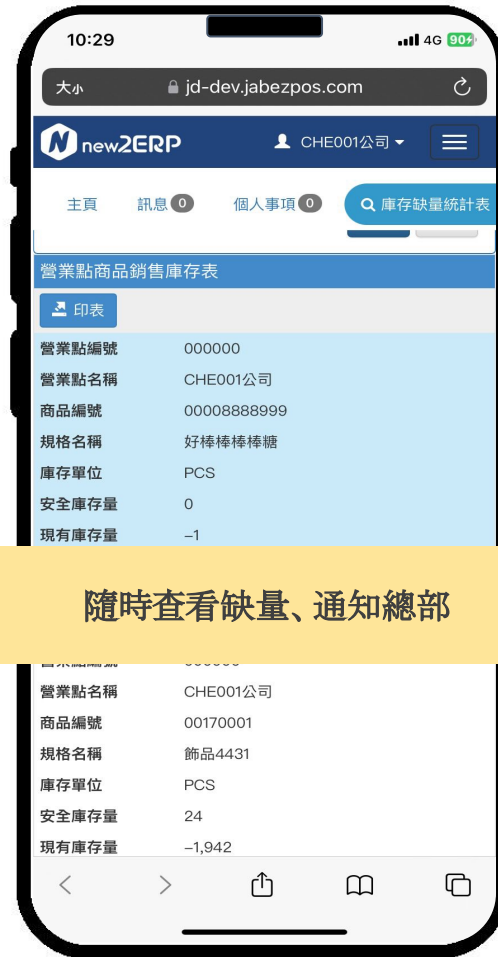 10:29
4G 90
大小 jd-dev.jabezpos.com
N new2ERP CHE001公司
主頁 訊息 0 個人事項 0 庫存缺量統計表
營業點商品銷售庫存表
印表
營業點編號 000000
營業點名稱 CHE001公司
商品編號 00008888999
規格名稱 好棒棒棒棒糖
庫存單位 PCS
安全庫存量 0
現有庫存量 -1
隨時查看缺量、通知總部
營業點編號 000000
營業點名稱 CHE001公司
商品編號 00170001
規格名稱 飾品4431
庫存單位 PCS
安全庫存量 24
現有庫存量 -1,942